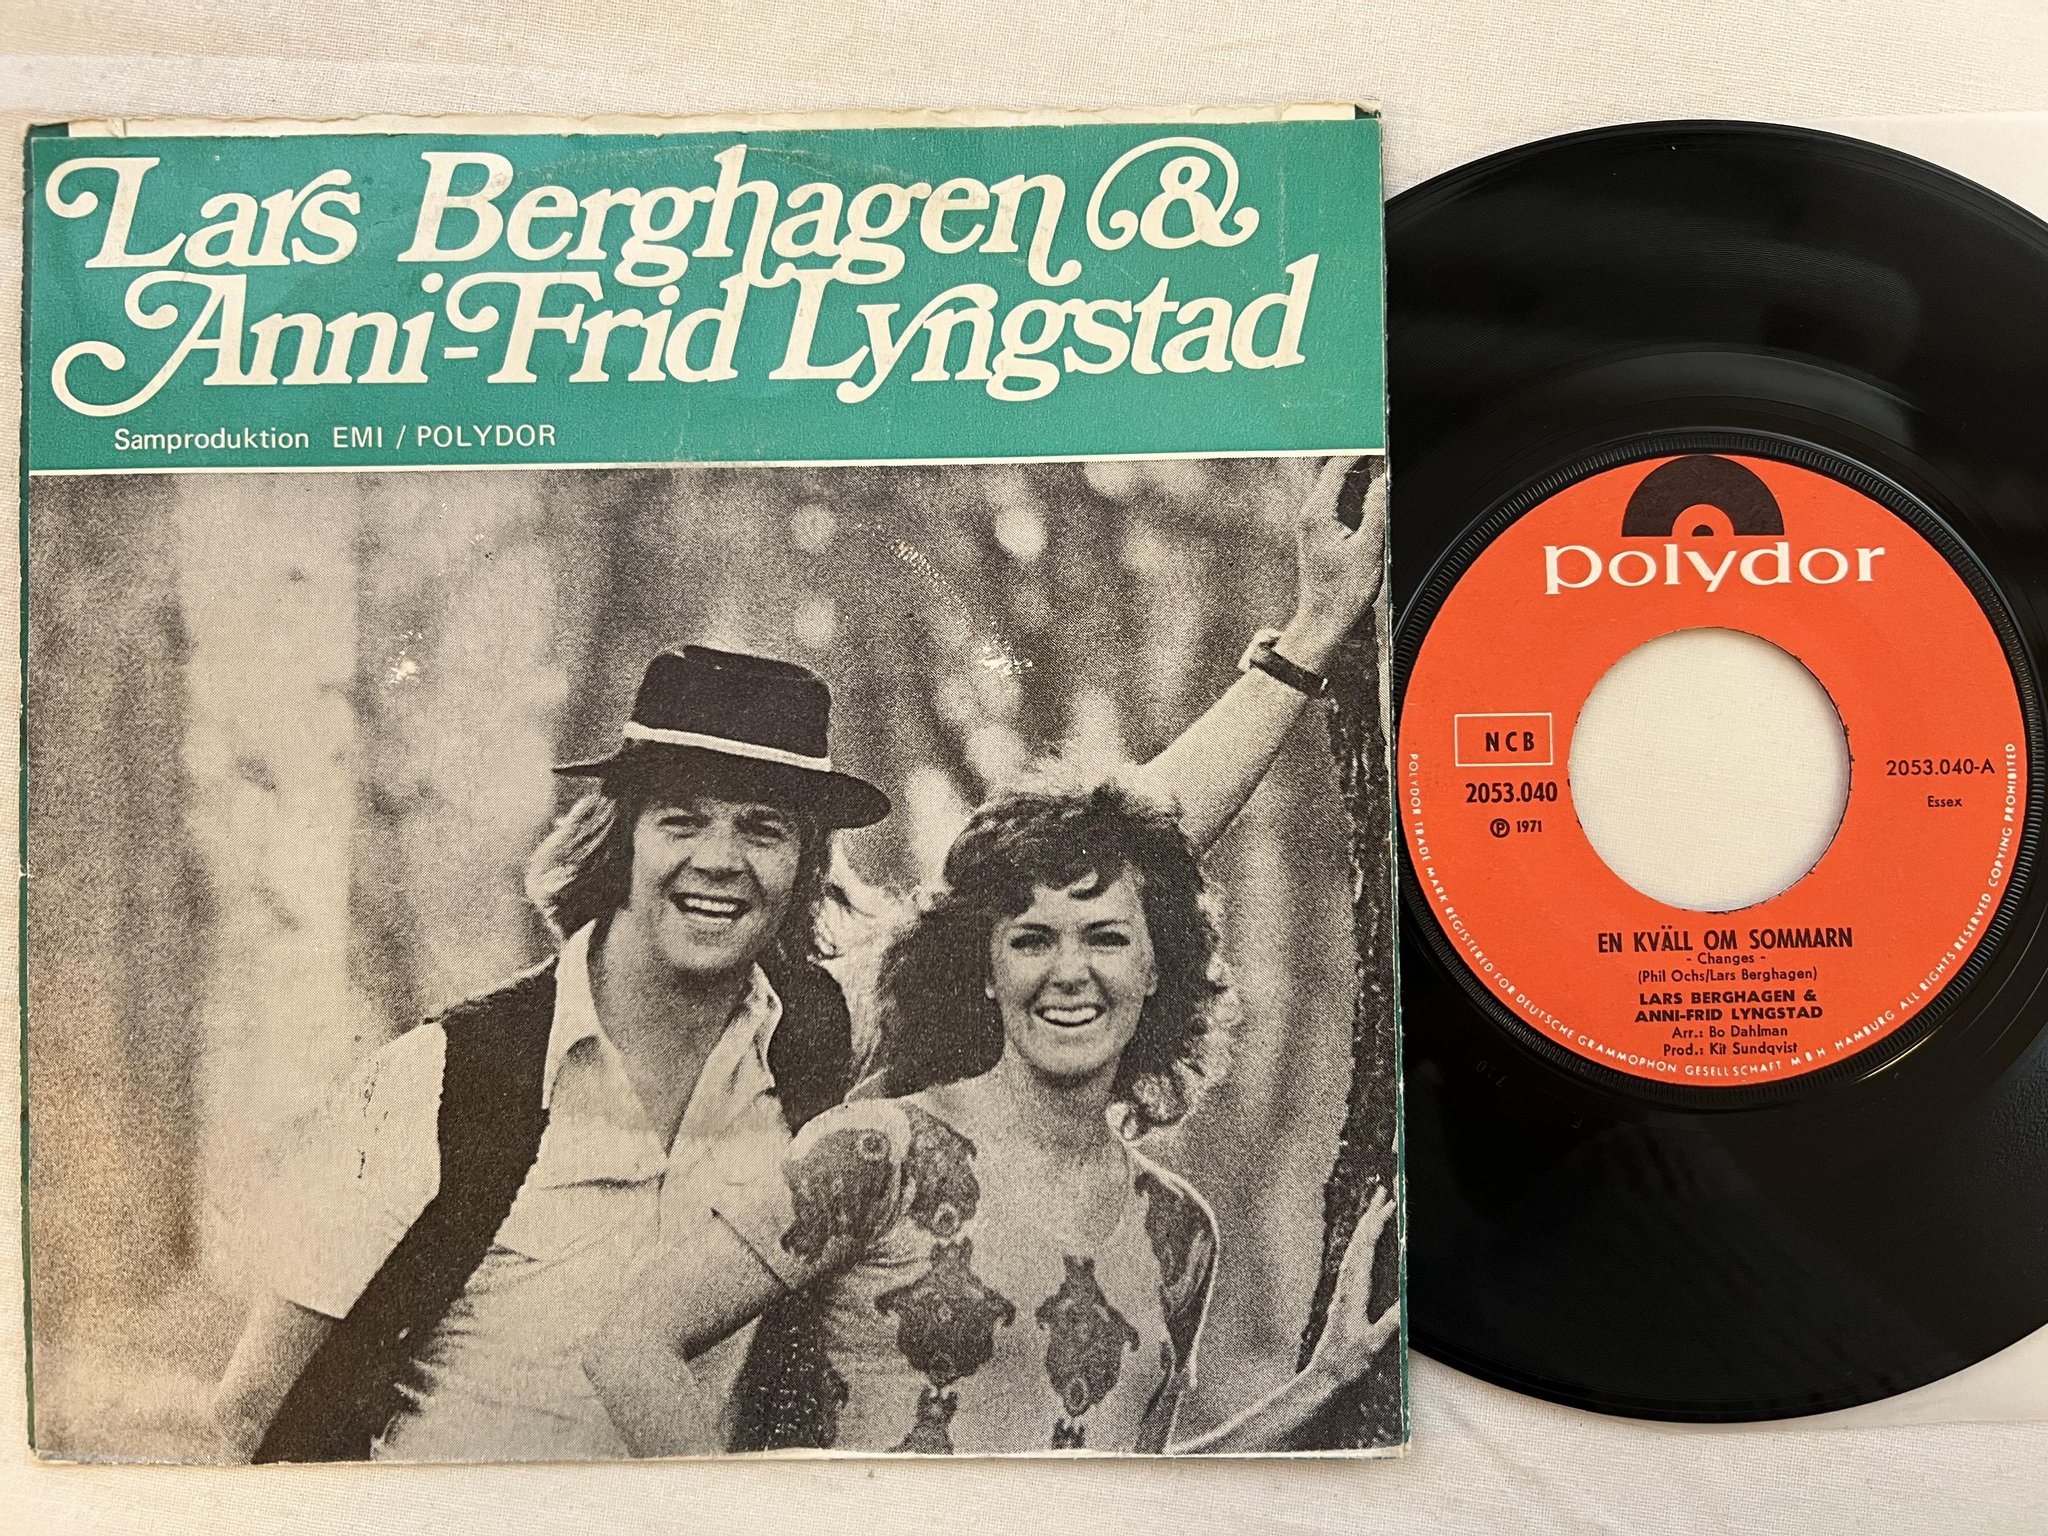 Lars Berghagen &
Anni-Frid Lyngstad
Samproduktion EMI / POLYDOR
polydor
NCB
2053.040
℗ 1971
2053.040-A
Essex
EN KVÄLL OM SOMMARN
- Changes -
(Phil Ochs/Lars Berghagen)
LARS BERGHAGEN &
ANNI-FRID LYNGSTAD
Arr.: Bo Dahlman
Prod.: Kit Sundqvist
POLYDOR TRADE MARK REGISTERED FOR DEUTSCHE GRAMMOPHON GESELLSCHAFT MBH HAMBURG ALL RIGHTS RESERVED COPYING PROHIBITED